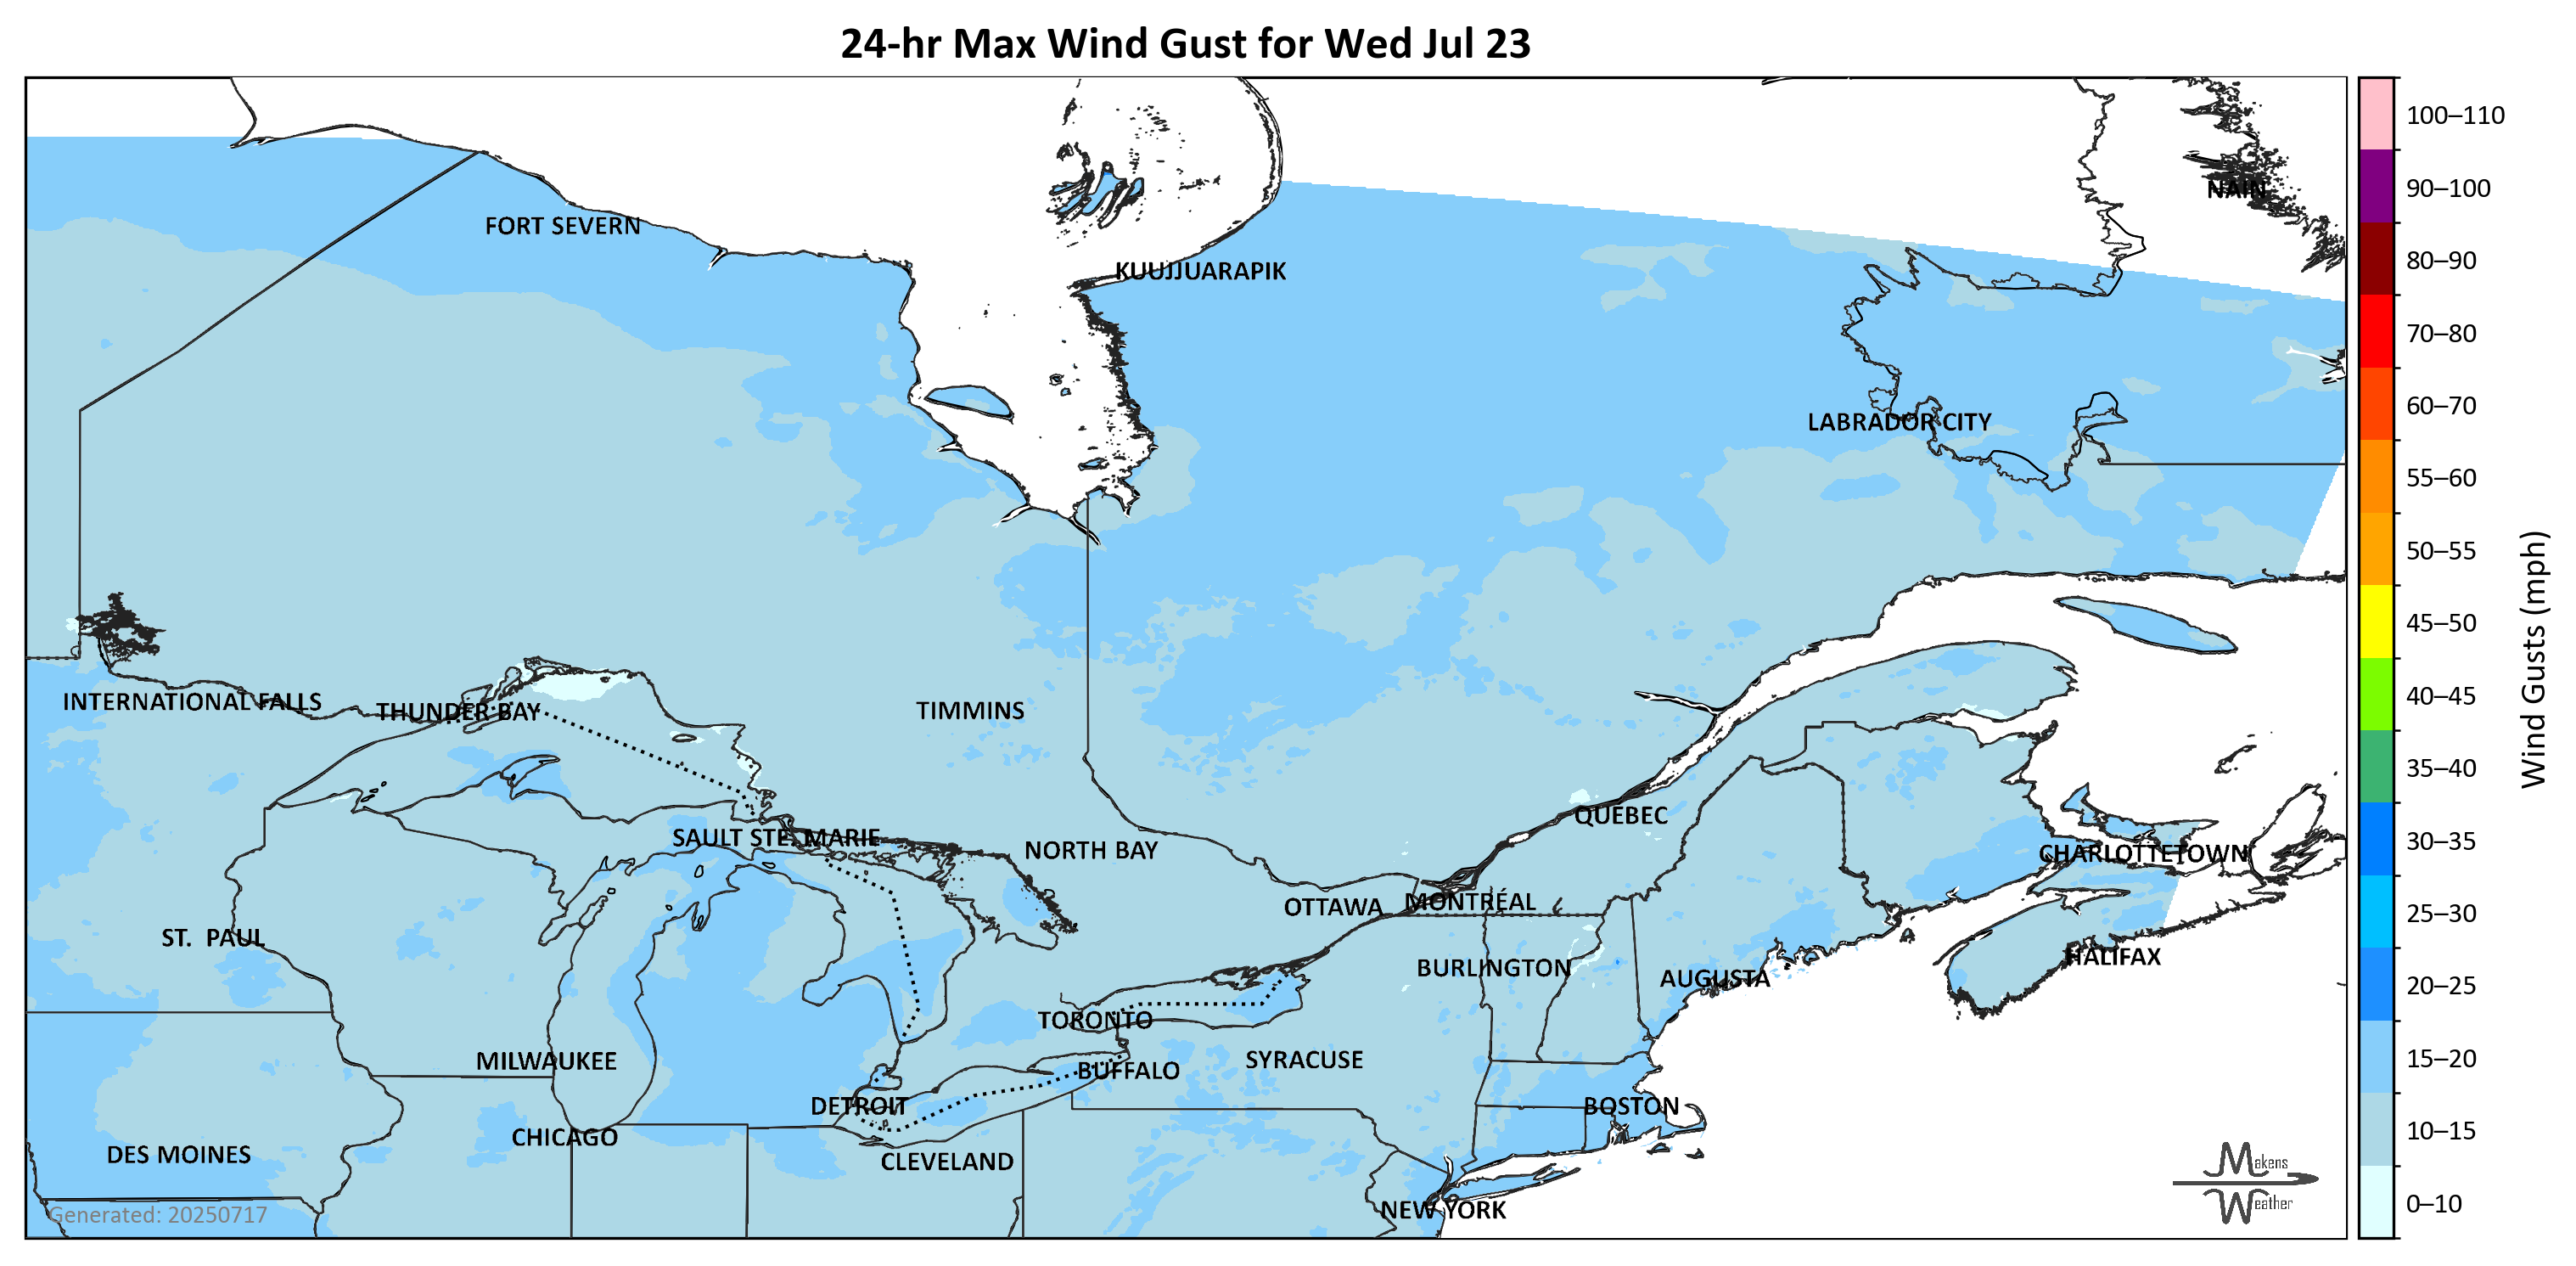 24-hr Max Wind Gust for Wed Jul 23
100–110
90–100
NAIN
FORT SEVERN
80–90
KUUJJUARAPIK
70–80
60–70
LABRADOR CITY
55–60
50–55
Wind Gusts (mph)
45–50
INTERNATIONAL FALLS
THUNDER BAY
TIMMINS
40–45
35–40
QUEBEC
SAULT STE. MARIE
30–35
NORTH BAY
CHARLOTTETOWN
OTTAWA
MONTRÉAL
25–30
ST. PAUL
HALIFAX
BURLINGTON
AUGUSTA
20–25
TORONTO
MILWAUKEE
SYRACUSE
15–20
BUFFALO
DETROIT
BOSTON
CHICAGO
10–15
DES MOINES
CLEVELAND
Makens
Weather
NEW YORK
0–10
Generated: 20250717